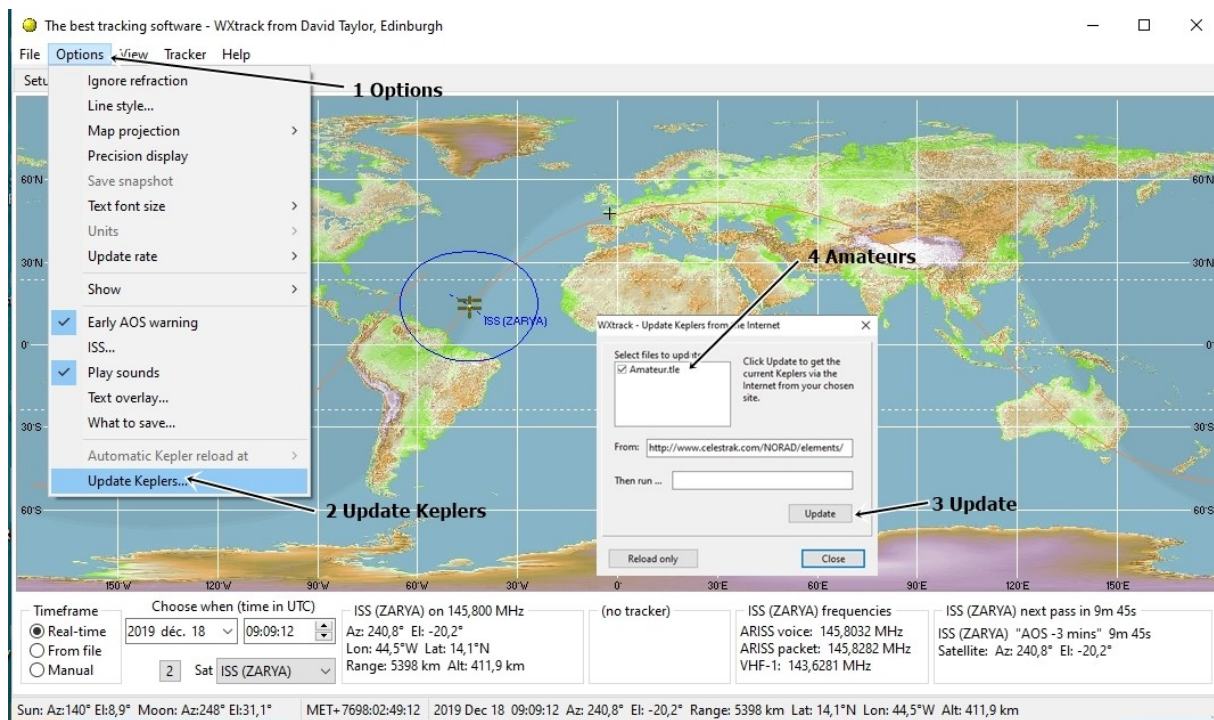 The best tracking software - WXtrack from David Taylor, Edinburgh
File Options View Tracker Help
Setu
Ignore refraction
Line style...
Map projection
Precision display
Save snapshot
Text font size
Units
Update rate
Show
Early AOS warning
ISS...
Play sounds
Text overlay...
What to save...
Automatic Kepler reload at
Update Keplers...
1 Options
2 Update Keplers
3 Update
4 Amateurs
60°N
30°N
0°
30°S
60°S
60°N
30°N
0°
30°S
60°S
ISS (ZARYA)
WXtrack - Update Keplers from the Internet
Select files to update
Amateur.tle
Click Update to get the
current Keplers via the
Internet from your chosen
site.
From: http://www.celestrak.com/NORAD/elements/
Then run ...
Update
Reload only Close
150°W 120°W 90°W 60°W 30°W 0° 30°E 60°E 90°E 120°E 150°E
Timeframe
Real-time
From file
Manual
Choose when (time in UTC)
2019 déc. 18 09:09:12
2 Sat ISS (ZARYA)
ISS (ZARYA) on 145,800 MHz
Az: 240,8° El: -20,2°
Lon: 44,5°W Lat: 14,1°N
Range: 5398 km Alt: 411,9 km
(no tracker)
ISS (ZARYA) frequencies
ARISS voice: 145,8032 MHz
ARISS packet: 145,8282 MHz
VHF-1: 143,6281 MHz
ISS (ZARYA) next pass in 9m 45s
ISS (ZARYA) "AOS -3 mins" 9m 45s
Satellite: Az: 240,8° El: -20,2°
Sun: Az:140° El:8,9° Moon: Az:248° El:31,1° MET+7698:02:49:12 2019 Dec 18 09:09:12 Az: 240,8° El: -20,2° Range: 5398 km Lat: 14,1°N Lon: 44,5°W Alt: 411,9 km